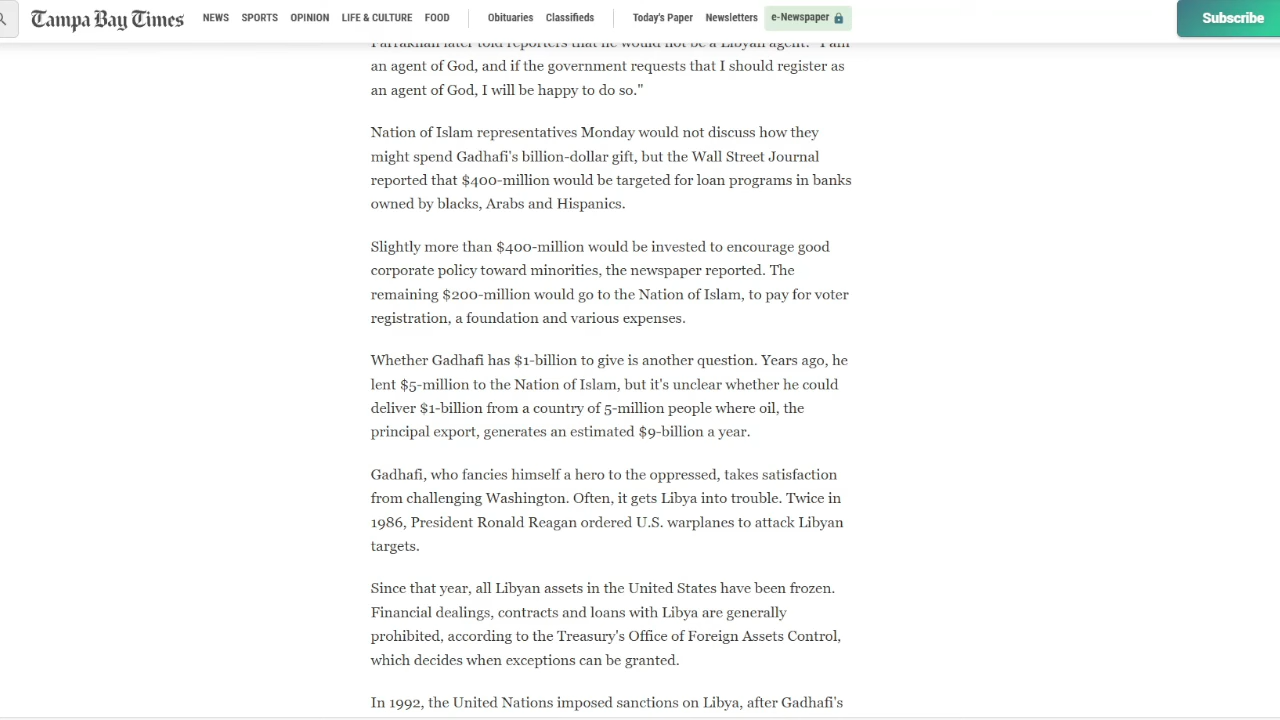 Tampa Bay Times NEWS SPORTS OPINION LIFE & CULTURE FOOD Obituaries Classifieds Today's Paper Newsletters e-Newspaper Subscribe
Farrakhan later told reporters that he would not be a Libyan agent: "I am
an agent of God, and if the government requests that I should register as
an agent of God, I will be happy to do so."
Nation of Islam representatives Monday would not discuss how they
might spend Gadhafi's billion-dollar gift, but the Wall Street Journal
reported that $400-million would be targeted for loan programs in banks
owned by blacks, Arabs and Hispanics.
Slightly more than $400-million would be invested to encourage good
corporate policy toward minorities, the newspaper reported. The
remaining $200-million would go to the Nation of Islam, to pay for voter
registration, a foundation and various expenses.
Whether Gadhafi has $1-billion to give is another question. Years ago, he
lent $5-million to the Nation of Islam, but it's unclear whether he could
deliver $1-billion from a country of 5-million people where oil, the
principal export, generates an estimated $9-billion a year.
Gadhafi, who fancies himself a hero to the oppressed, takes satisfaction
from challenging Washington. Often, it gets Libya into trouble. Twice in
1986, President Ronald Reagan ordered U.S. warplanes to attack Libyan
targets.
Since that year, all Libyan assets in the United States have been frozen.
Financial dealings, contracts and loans with Libya are generally
prohibited, according to the Treasury's Office of Foreign Assets Control,
which decides when exceptions can be granted.
In 1992, the United Nations imposed sanctions on Libya, after Gadhafi's